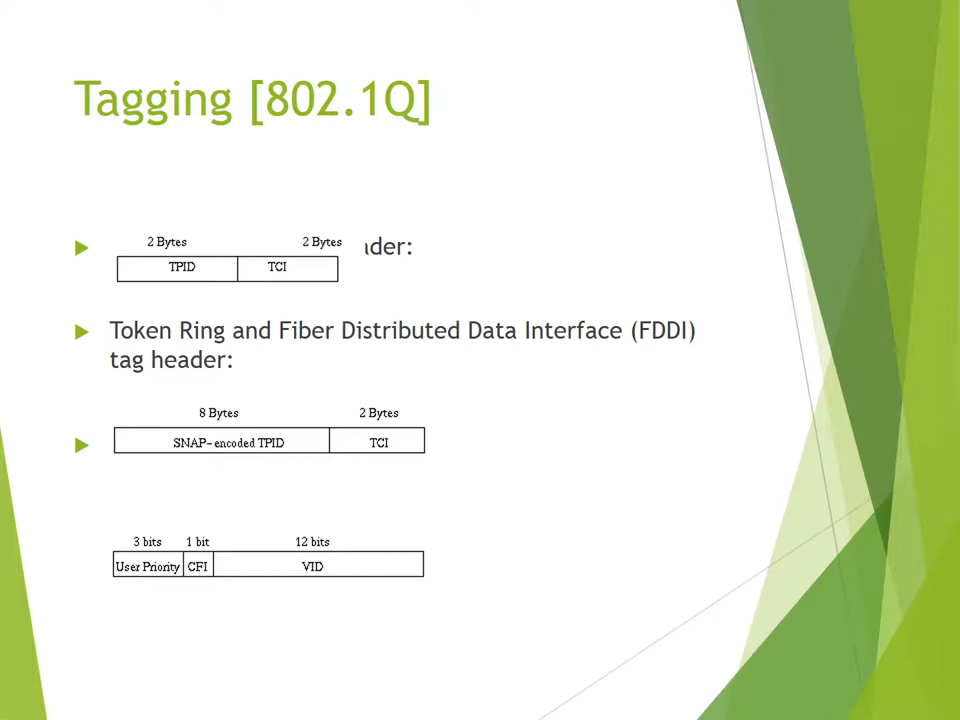 Tagging [802.1Q]
2 Bytes 2 Bytes
TPID TCI
Token Ring and Fiber Distributed Data Interface (FDDI)
tag header:
8 Bytes 2 Bytes
SNAP-encoded TPID TCI
3 bits 1 bit 12 bits
User Priority CFI VID